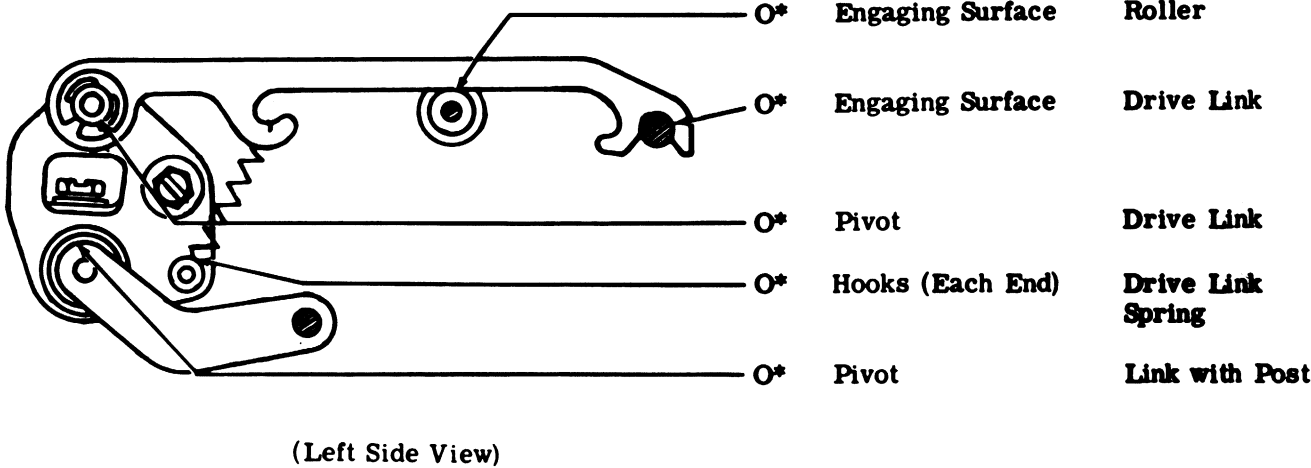 O* Engaging Surface Roller
O* Engaging Surface Drive Link
O* Pivot Drive Link
O* Hooks (Each End) Drive Link
Spring
O* Pivot Link with Post
(Left Side View)